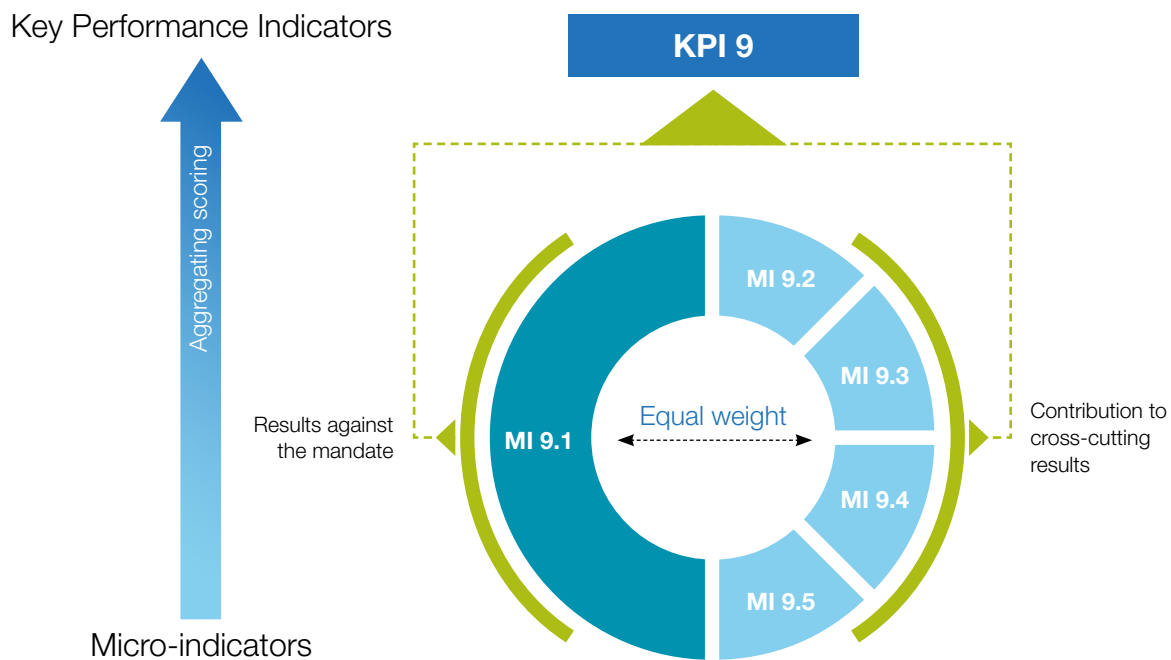 Key Performance Indicators
KPI 9
Aggregating scoring
MI 9.2
MI 9.3
Results against
the mandate
MI 9.1
Equal weight
Contribution to
cross-cutting
results
MI 9.4
MI 9.5
Micro-indicators